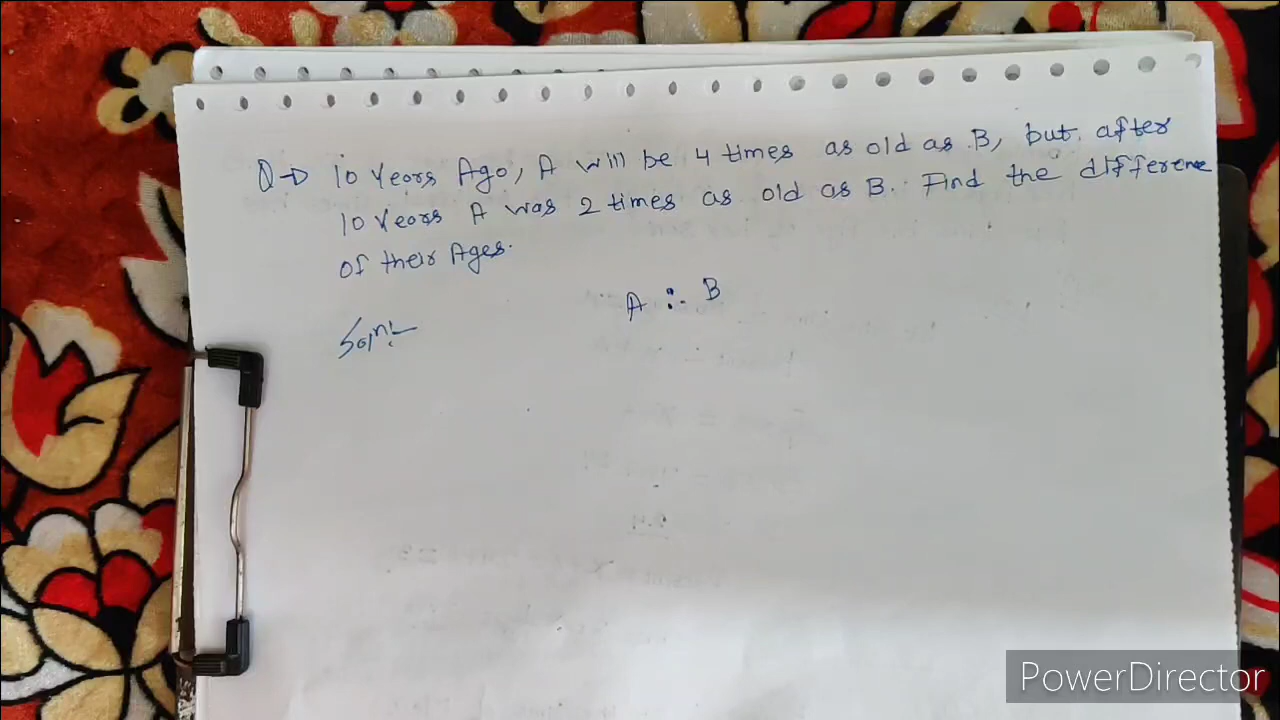 Q→ 10 Years Ago, A will be 4 times as old as B, but after
10 Years A was 2 times as old as B. Find the difference
of their Ages.
A : B
Soln:-
PowerDirector